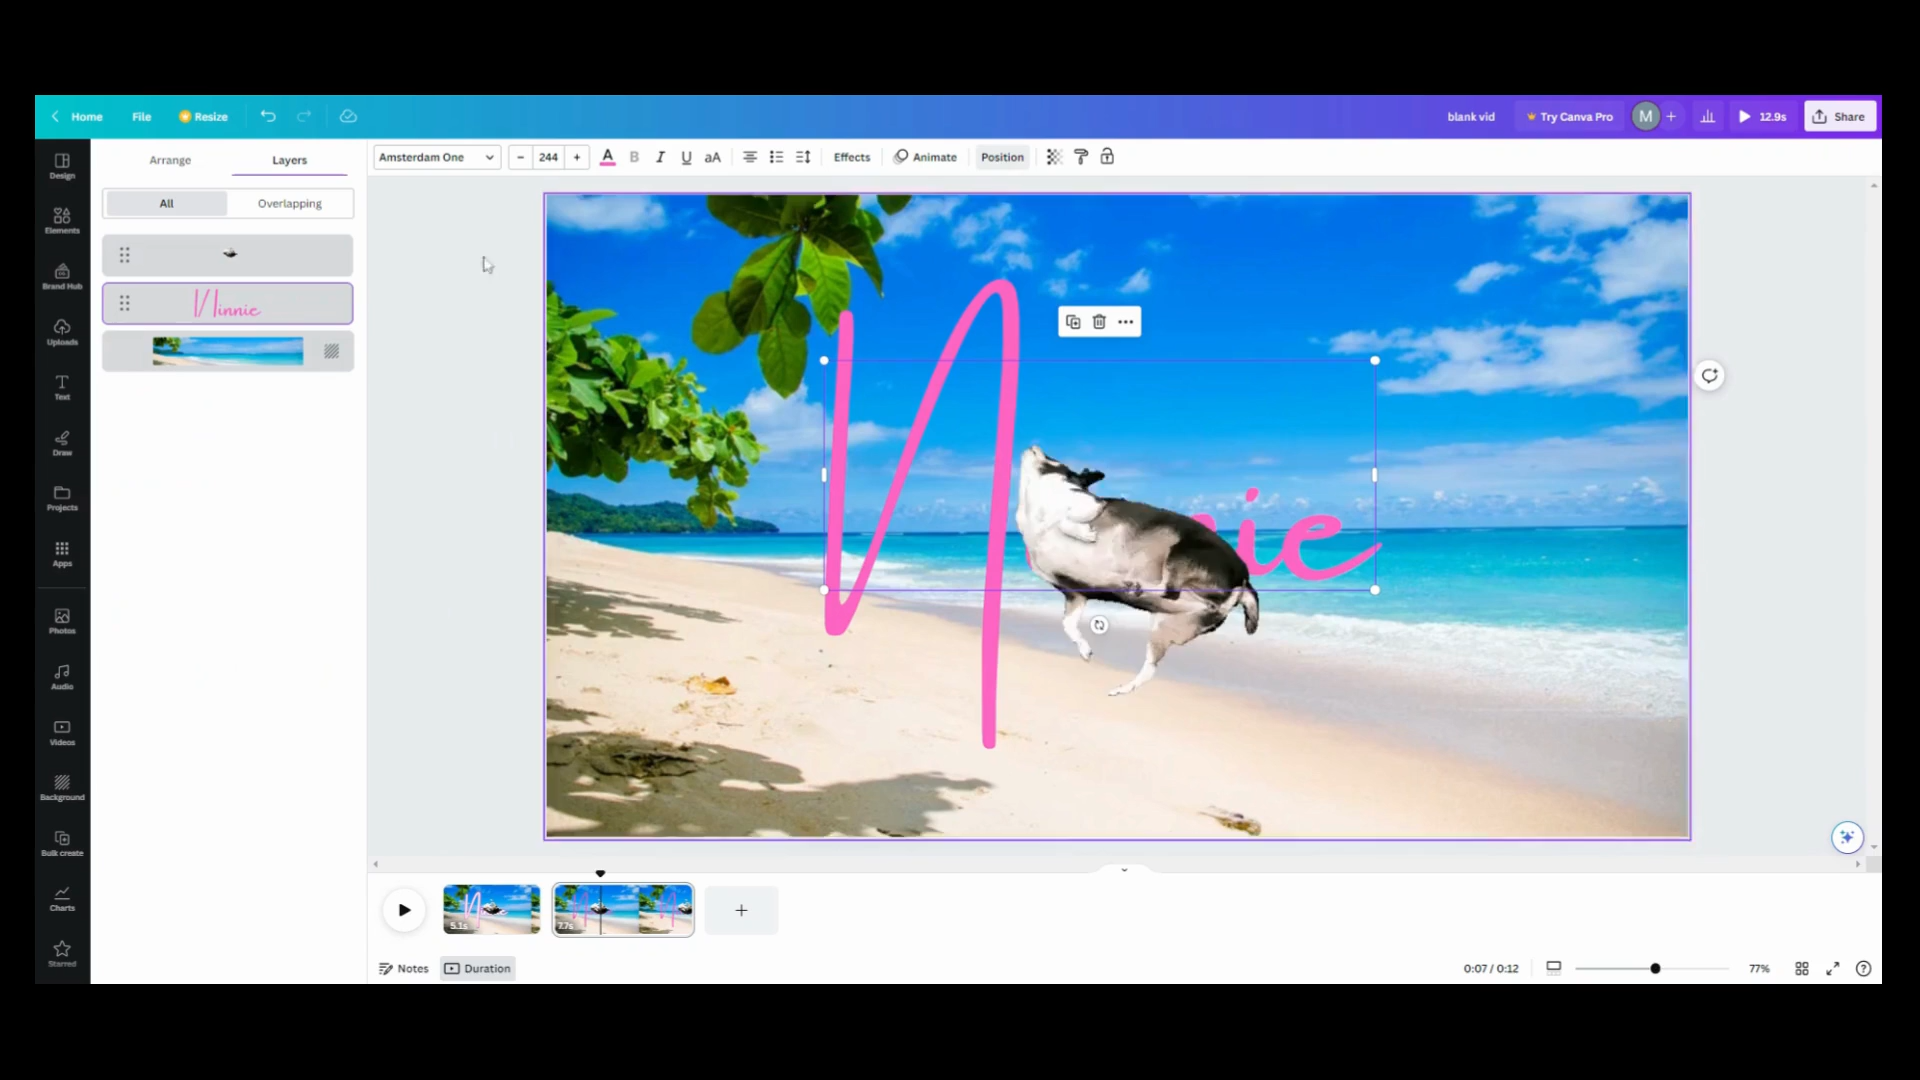 Home File Resize blank vid Try Canva Pro M + 12.9s Share
Arrange Layers Amsterdam One − 244 + A B I U aA Effects Animate Position
Design
All Overlapping
Elements
Brand Hub
Minnie
Uploads
Text
Draw
Projects
Apps
Photos
Audio
Videos
Background
Bulk create
Charts
Starred
Minnie
5.1s 7.7s +
Notes Duration 0:07 / 0:12 77% ?